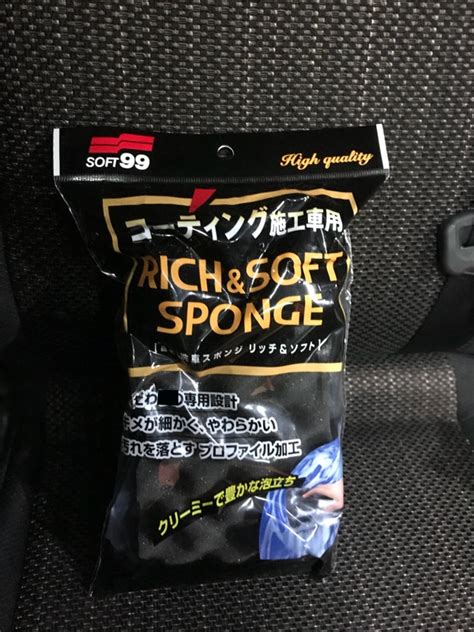 SOFT99
High quality
コーティング施工車用
RICH&SOFT
SPONGE
車スポンジ リッチ&ソフト
専用設計
キメが細かく、やわらかい
汚れを落とす プロファイル加工
クリーミーで豊かな泡立ち